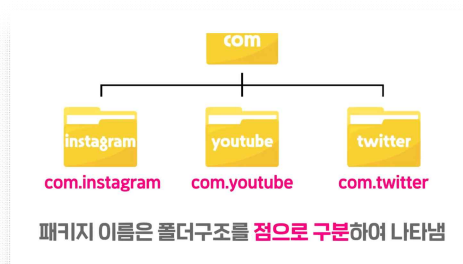 com
instagram youtube twitter
com.instagram com.youtube com.twitter
패키지 이름은 폴더구조를 점으로 구분하여 나타냄